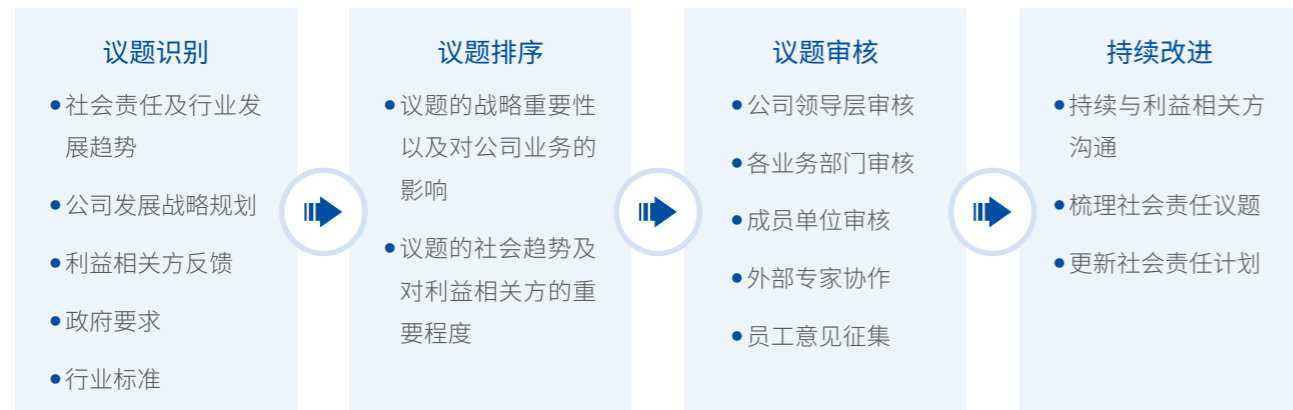 议题识别
•社会责任及行业发
展趋势
•公司发展战略规划
•利益相关方反馈
•政府要求
•行业标准
议题排序
•议题的战略重要性
以及对公司业务的
影响
•议题的社会趋势及
对利益相关方的重
要程度
议题审核
•公司领导层审核
•各业务部门审核
•成员单位审核
•外部专家协作
•员工意见征集
持续改进
•持续与利益相关方
沟通
•梳理社会责任议题
•更新社会责任计划